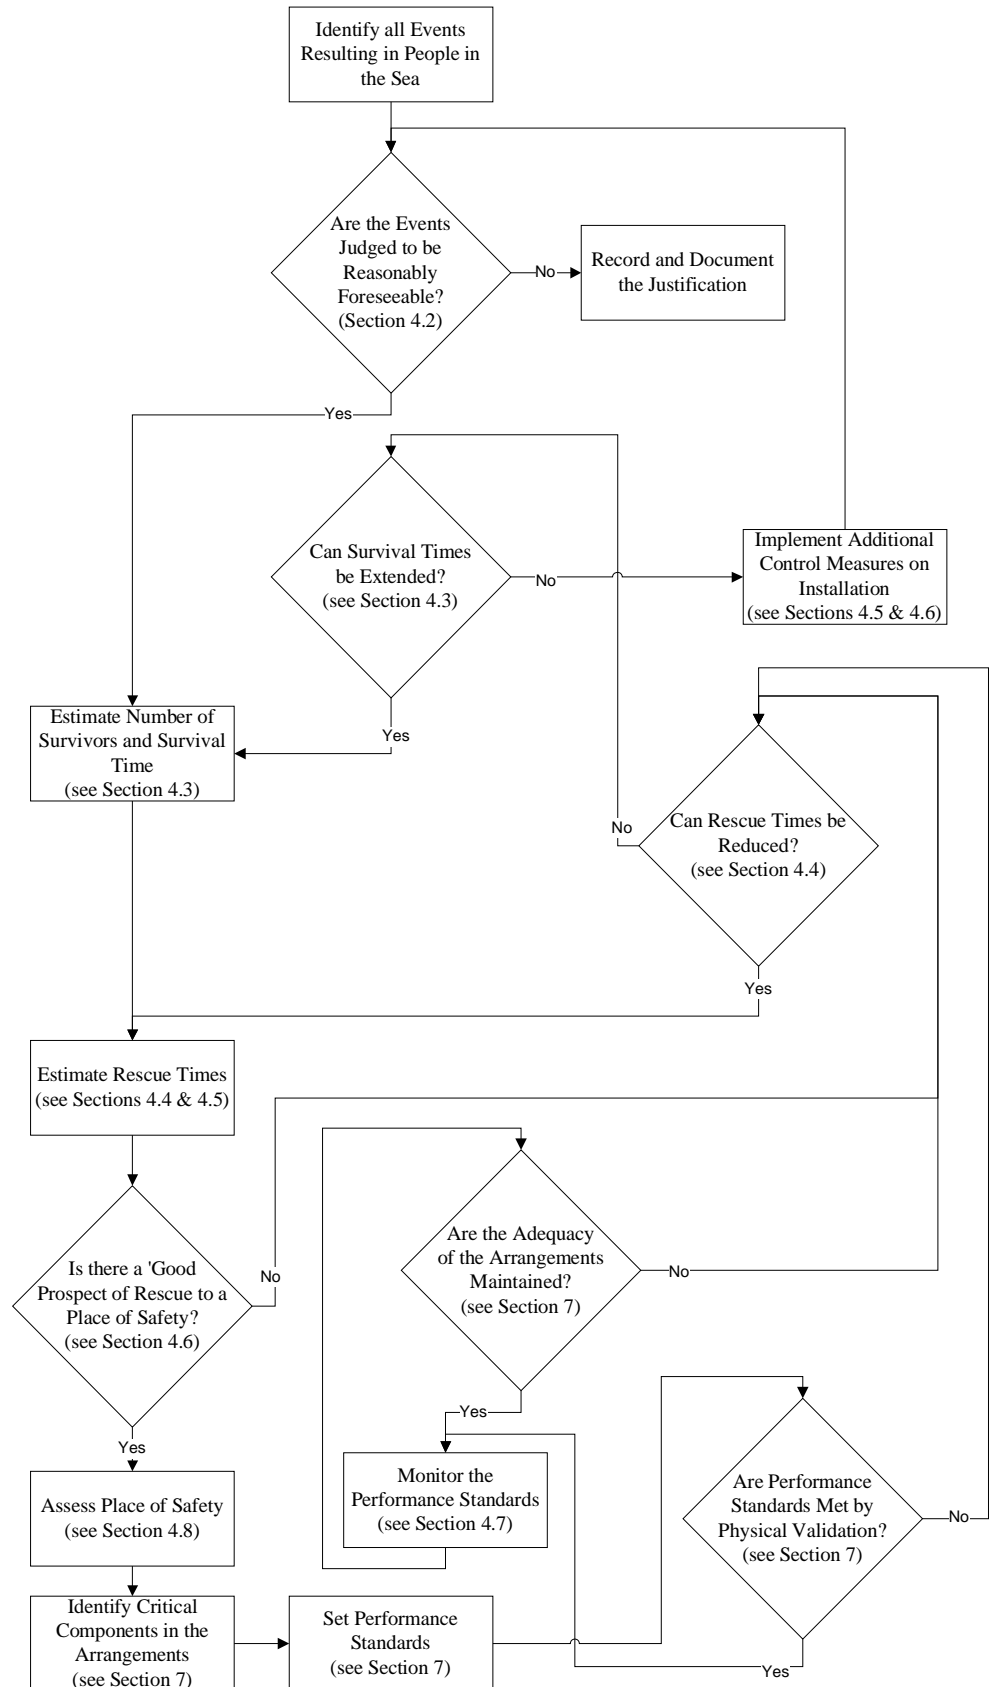 Identify all Events
Resulting in People in
the Sea
Are the Events
Judged to be
Reasonably
Foreseeable?
(Section 4.2)
No
Record and Document
the Justification
Yes
Can Survival Times
be Extended?
(see Section 4.3)
No
Implement Additional
Control Measures on
Installation
(see Sections 4.5 & 4.6)
Yes
Estimate Number of
Survivors and Survival
Time
(see Section 4.3)
No
Can Rescue Times be
Reduced?
(see Section 4.4)
Yes
Estimate Rescue Times
(see Sections 4.4 & 4.5)
Is there a 'Good
Prospect of Rescue to a
Place of Safety?
(see Section 4.6)
No
Are the Adequacy
of the Arrangements
Maintained?
(see Section 7)
No
Yes
Yes
Assess Place of Safety
(see Section 4.8)
Monitor the
Performance Standards
(see Section 4.7)
Are Performance
Standards Met by
Physical Validation?
(see Section 7)
No
Identify Critical
Components in the
Arrangements
(see Section 7)
Set Performance
Standards
(see Section 7)
Yes